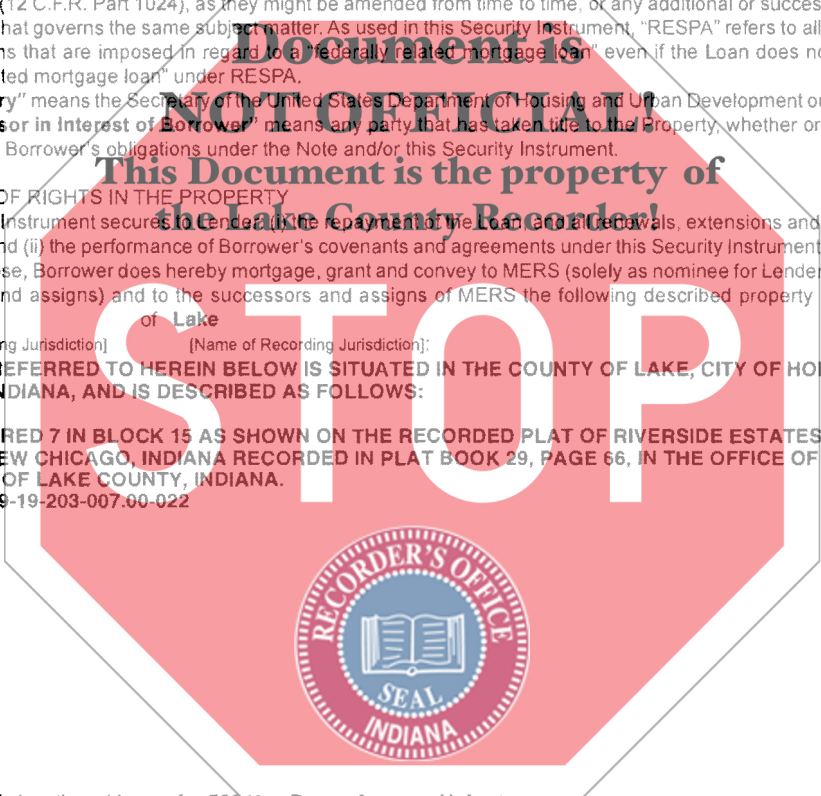 (12 C.F.R. Part 1024), as they might be amended from time to time, or any additional or succes
hat governs the same subject matter. As used in this Security Instrument, "RESPA" refers to all
s that are imposed in regard to a "federally related mortgage loan" even if the Loan does no
ted mortgage loan" under RESPA.
ry" means the Secretary of the United States Department of Housing and Urban Development o
sor in Interest of Borrower" means any party that has taken title to the Property, whether or
Borrower's obligations under the Note and/or this Security Instrument.
Document is
NOT OFFICIAL!
This Document is the property of
the Lake County Recorder!
OF RIGHTS IN THE PROPERTY
Instrument secures to Lender: (i) the repayment of the Loan, and all renewals, extensions and
nd (ii) the performance of Borrower's covenants and agreements under this Security Instrument
se, Borrower does hereby mortgage, grant and convey to MERS (solely as nominee for Lender
nd assigns) and to the successors and assigns of MERS the following described property
of Lake
ng Jurisdiction] [Name of Recording Jurisdiction]:
EFERRED TO HEREIN BELOW IS SITUATED IN THE COUNTY OF LAKE, CITY OF HO
NDIANA, AND IS DESCRIBED AS FOLLOWS:
RED 7 IN BLOCK 15 AS SHOWN ON THE RECORDED PLAT OF RIVERSIDE ESTATES
EW CHICAGO, INDIANA RECORDED IN PLAT BOOK 29, PAGE 66, IN THE OFFICE OF
OF LAKE COUNTY, INDIANA.
9-19-203-007.00-022
STOP
RECORDER'S OFFICE
SEAL
INDIANA